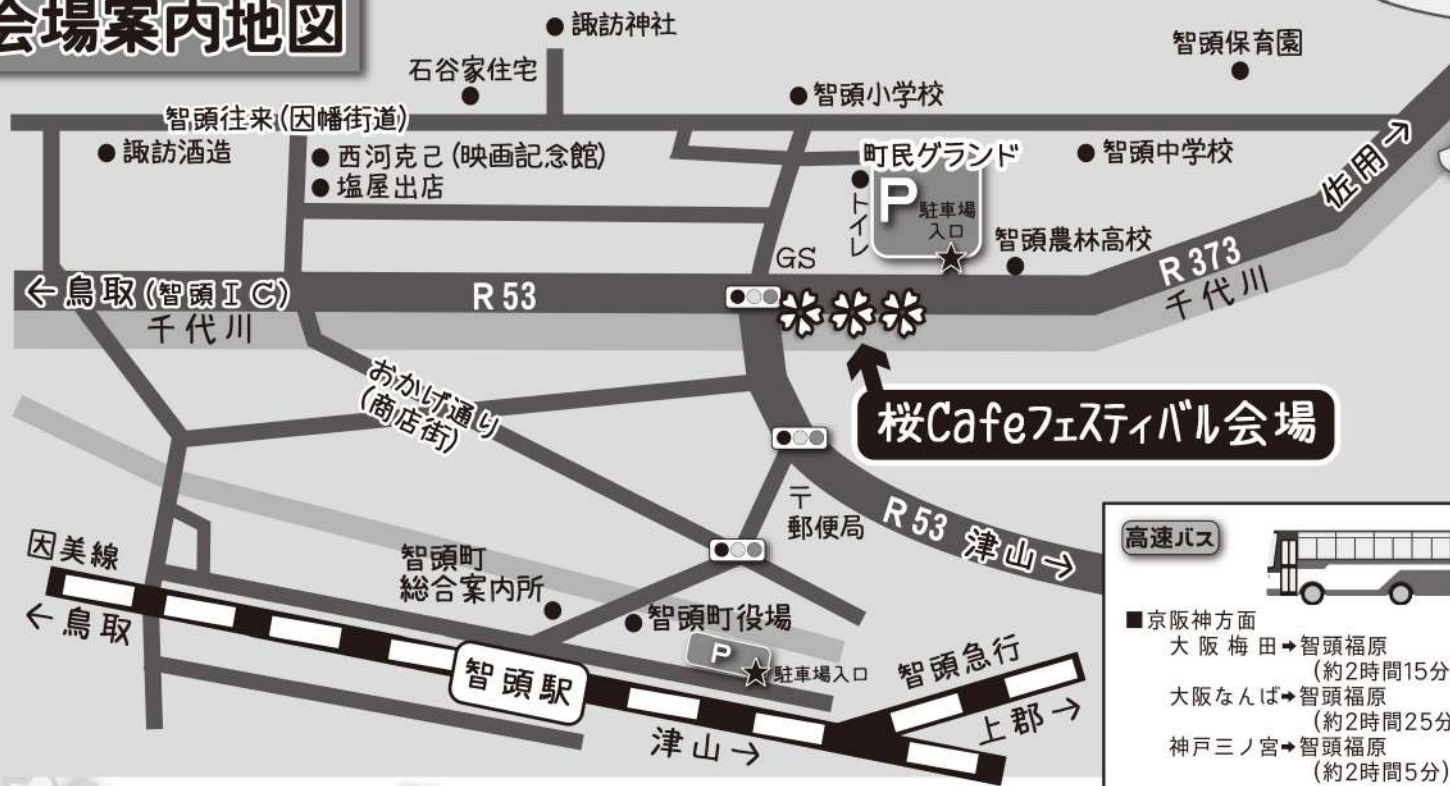 会場案内地図
諏訪神社
石谷家住宅
智頭小学校
智頭保育園
智頭往来(因幡街道)
諏訪酒造
西河克己(映画記念館)
塩屋出店
町民グランド
智頭中学校
P
駐車場
入口
トイレ
智頭農林高校
佐用→
GS
R373
千代川
←鳥取(智頭IC)
R53
千代川
おかげ通り
(商店街)
桜Cafeフェスティバル会場
〒
郵便局
R53 津山→
因美線
←鳥取
智頭町
総合案内所
智頭町役場
P
駐車場入口
智頭駅
智頭急行
上郡→
津山→
高速バス
■京阪神方面
大阪梅田➡智頭福原
(約2時間15分
大阪なんば➡智頭福原
(約2時間25分
神戸三ノ宮➡智頭福原
(約2時間5分)